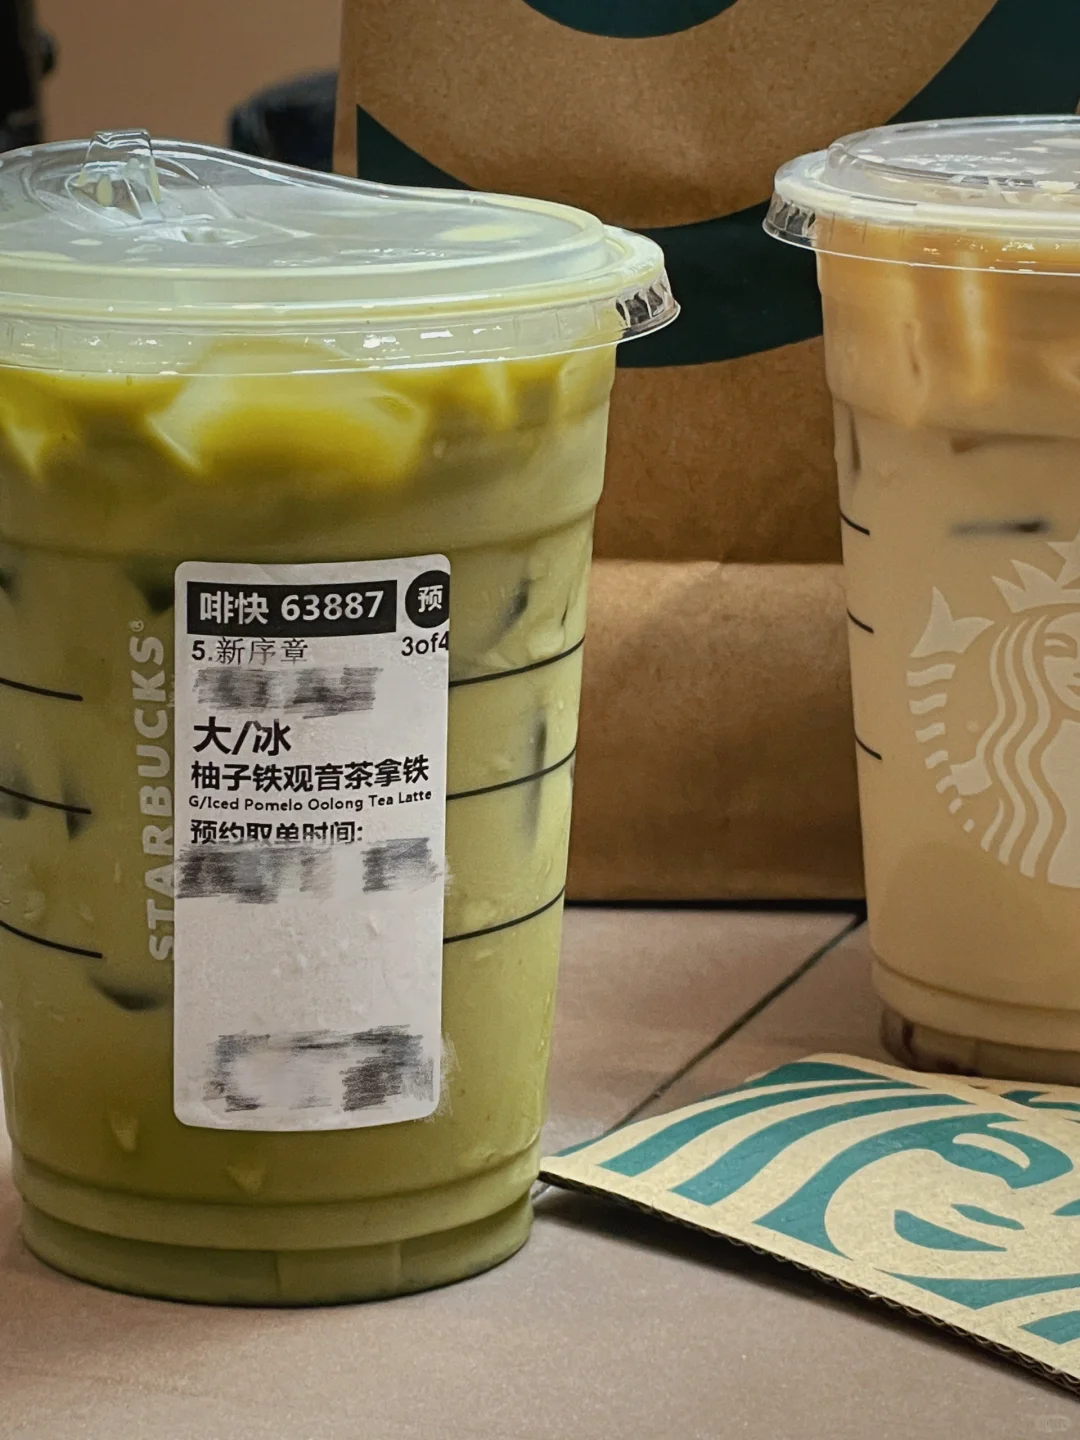 啡快 63887 预
5.新序章 3of4
大/冰
柚子铁观音茶拿铁
G/Iced Pomelo Oolong Tea Latte
预约取单时间:
STARBUCKS®